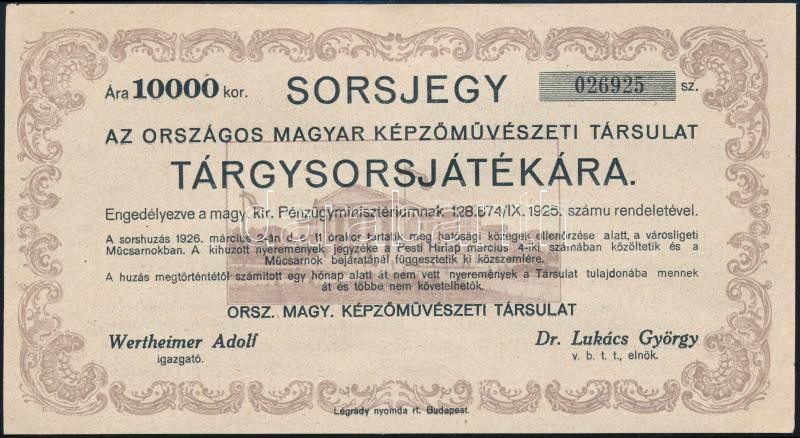 Ára 10000 kor. SORSJEGY 026925 sz.
AZ ORSZÁGOS MAGYAR KÉPZŐMŰVÉSZETI TÁRSULAT
TÁRGYSORSJÁTÉKÁRA.
Engedélyezve a magy. kir. Pénzügyminisztériumnak 128.874/IX. 1925. számu rendeletével.
A sorshuzás 1926. március d. e. 11 órakor tartatik meg hatósági közegek ellenőrzése alatt, a városligeti
Műcsarnokban. A kihuzott nyeremények jegyzéke a Pesti Hirlap március 4-iki számában közöltetik és a
Műcsarnok bejáratánál függesztetik ki közszemlére.
A huzás megtörténtétől számított egy hónap alatt át nem vett nyeremények a Társulat tulajdonába mennek
át és többé nem követelhetők.
ORSZ. MAGY. KÉPZŐMŰVÉSZETI TÁRSULAT
Wertheimer Adolf Dr. Lukács György
igazgató. v. b. t. t., elnök.
Légrády nyomda rt. Budapest.